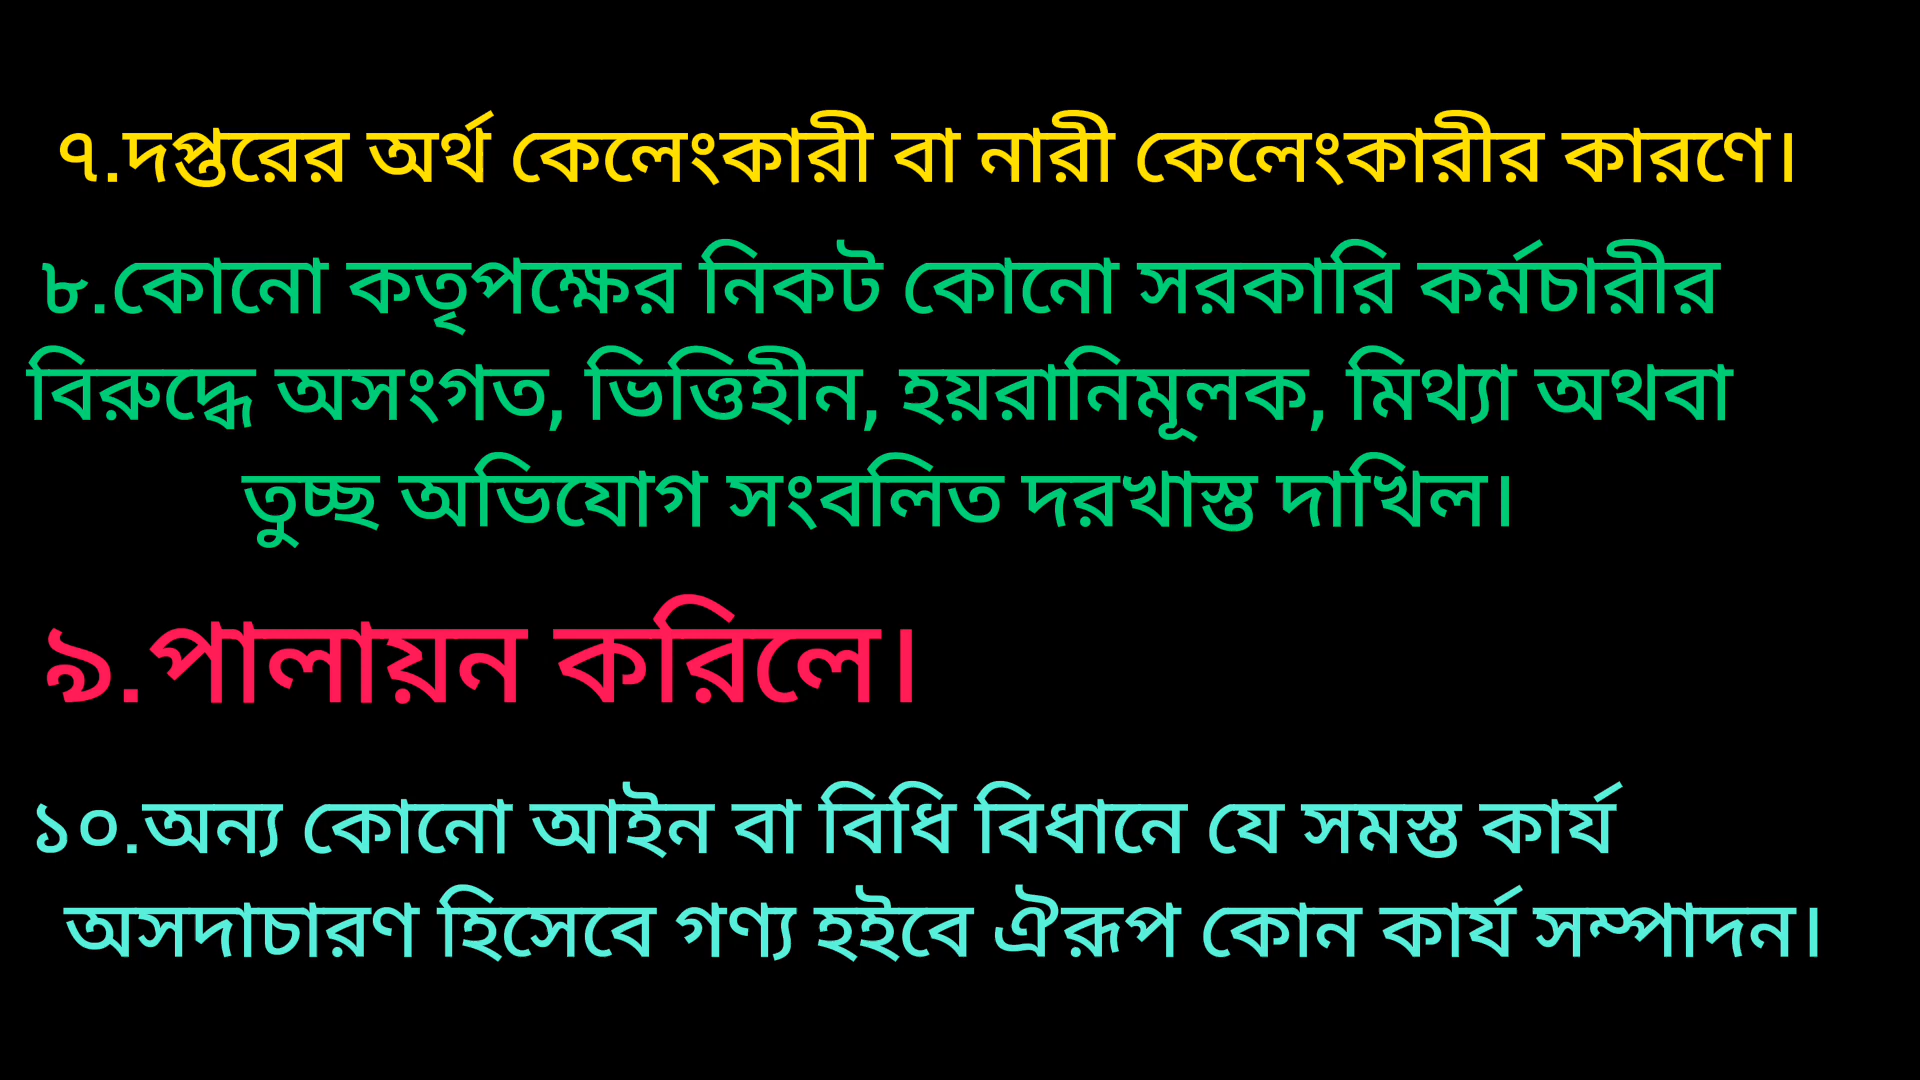 ৭.দপ্তরের অর্থ কেলেংকারী বা নারী কেলেংকারীর কারণে।
৮.কোনো কতৃপক্ষের নিকট কোনো সরকারি কর্মচারীর
বিরুদ্ধে অসংগত, ভিত্তিহীন, হয়রানিমূলক, মিথ্যা অথবা
তুচ্ছ অভিযোগ সংবলিত দরখাস্ত দাখিল।
৯.পালায়ন করিলে।
১০.অন্য কোনো আইন বা বিধি বিধানে যে সমস্ত কার্য
অসদাচারণ হিসেবে গণ্য হইবে ঐরূপ কোন কার্য সম্পাদন।